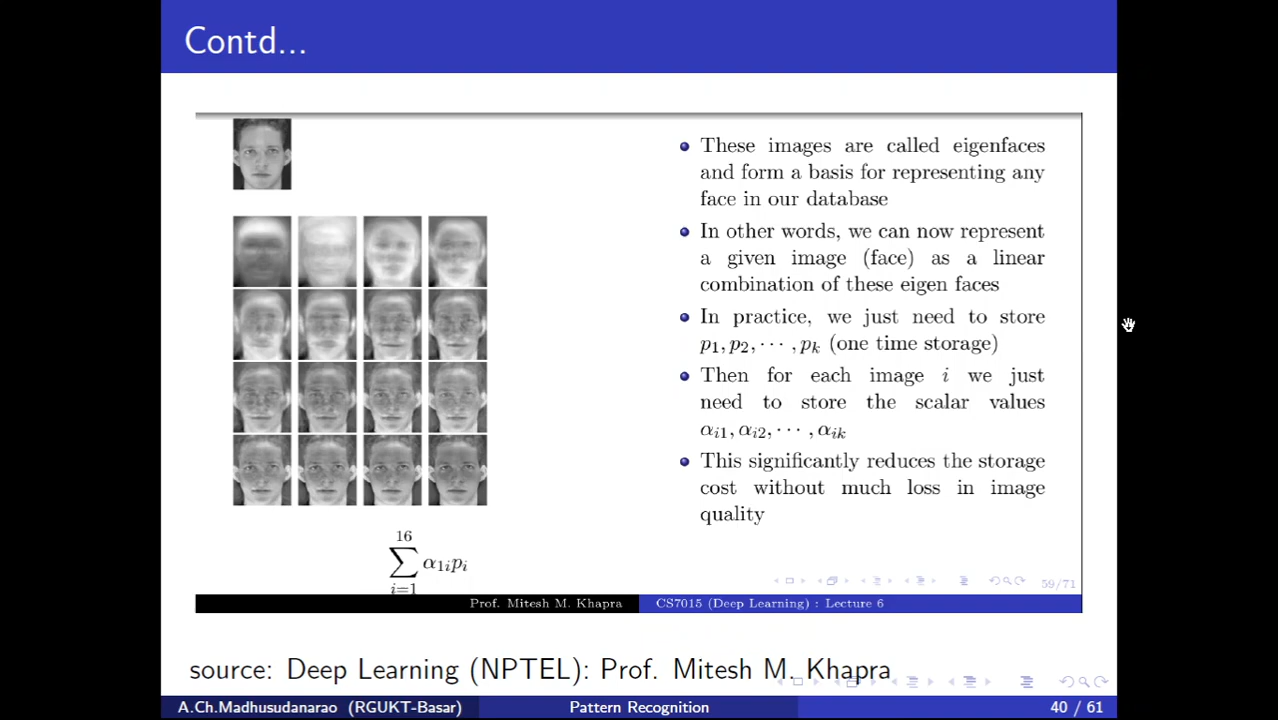 Contd...
These images are called eigenfaces
and form a basis for representing any
face in our database
In other words, we can now represent
a given image (face) as a linear
combination of these eigen faces
In practice, we just need to store
p₁, p₂, ⋯ , pₖ (one time storage)
Then for each image i we just
need to store the scalar values
αᵢ₁, αᵢ₂, ⋯ , αᵢₖ
This significantly reduces the storage
cost without much loss in image
quality
16
∑ α₁ᵢpᵢ
i=1
59/71
Prof. Mitesh M. Khapra CS7015 (Deep Learning) : Lecture 6
source: Deep Learning (NPTEL): Prof. Mitesh M. Khapra
A.Ch.Madhusudanarao (RGUKT-Basar) Pattern Recognition 40 / 61